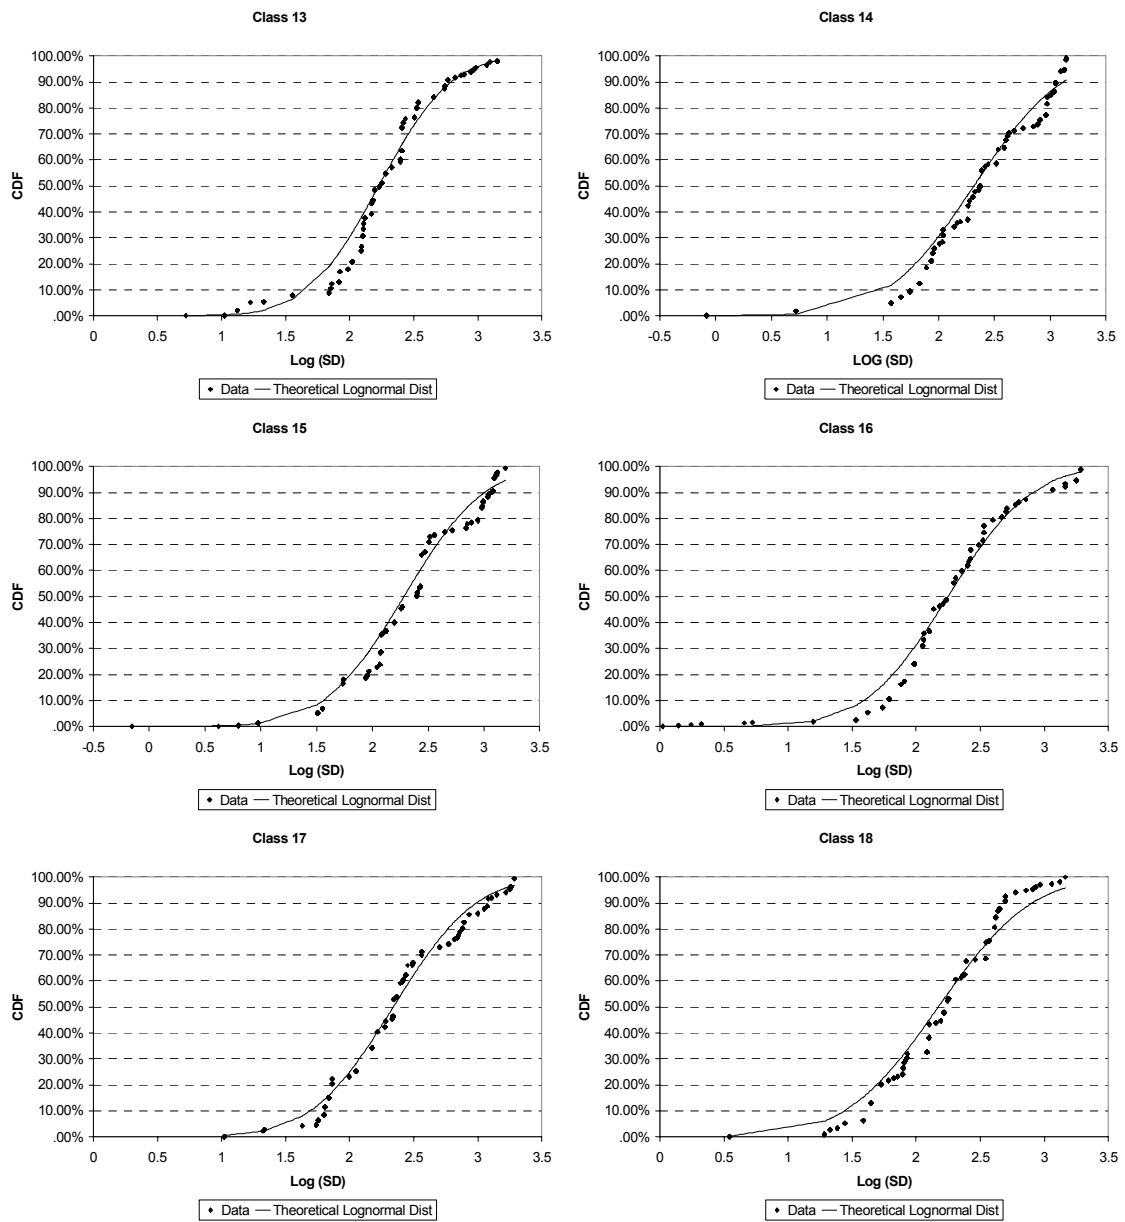 Class 13
100.00%
90.00%
80.00%
70.00%
60.00%
50.00%
40.00%
30.00%
20.00%
10.00%
.00%
CDF
0 0.5 1 1.5 2 2.5 3 3.5
Log (SD)
Data Theoretical Lognormal Dist
Class 14
100.00%
90.00%
80.00%
70.00%
60.00%
50.00%
40.00%
30.00%
20.00%
10.00%
.00%
CDF
-0.5 0 0.5 1 1.5 2 2.5 3 3.5
LOG (SD)
Data Theoretical Lognormal Dist
Class 15
100.00%
90.00%
80.00%
70.00%
60.00%
50.00%
40.00%
30.00%
20.00%
10.00%
.00%
CDF
-0.5 0 0.5 1 1.5 2 2.5 3 3.5
Log (SD)
Data Theoretical Lognormal Dist
Class 16
100.00%
90.00%
80.00%
70.00%
60.00%
50.00%
40.00%
30.00%
20.00%
10.00%
.00%
CDF
0 0.5 1 1.5 2 2.5 3 3.5
Log (SD)
Data Theoretical Lognormal Dist
Class 17
100.00%
90.00%
80.00%
70.00%
60.00%
50.00%
40.00%
30.00%
20.00%
10.00%
.00%
CDF
0 0.5 1 1.5 2 2.5 3 3.5
Log (SD)
Data Theoretical Lognormal Dist
Class 18
100.00%
90.00%
80.00%
70.00%
60.00%
50.00%
40.00%
30.00%
20.00%
10.00%
.00%
CDF
0 0.5 1 1.5 2 2.5 3 3.5
Log (SD)
Data Theoretical Lognormal Dist